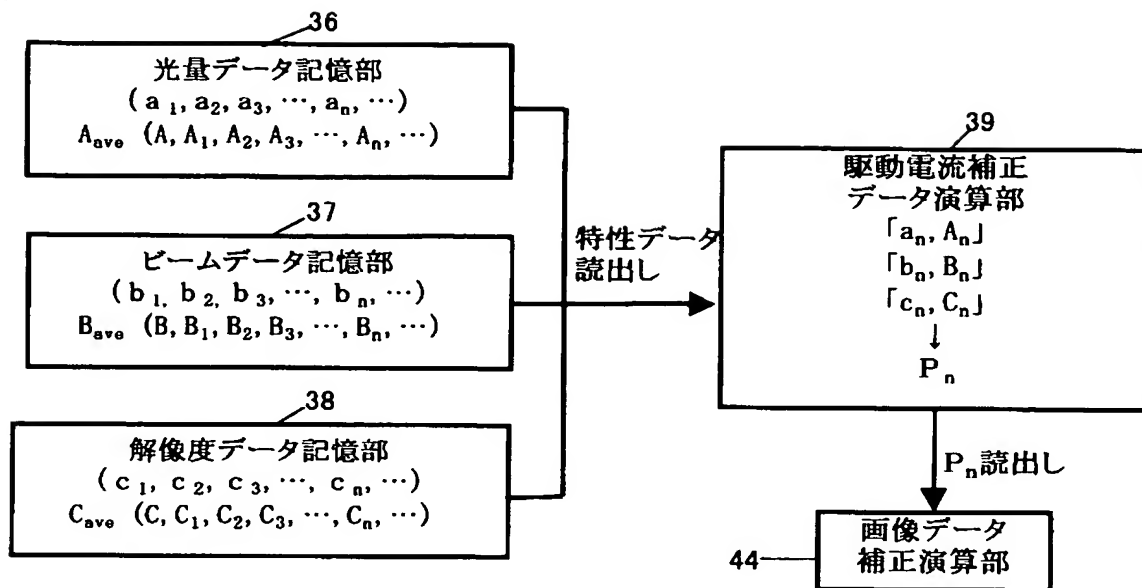 36
光量データ記憶部
(a₁, a₂, a₃, …, aₙ, …)
Aave (A, A₁, A₂, A₃, …, Aₙ, …)
37
ビームデータ記憶部
(b₁, b₂, b₃, …, bₙ, …)
Bave (B, B₁, B₂, B₃, …, Bₙ, …)
38
解像度データ記憶部
(c₁, c₂, c₃, …, cₙ, …)
Cave (C, C₁, C₂, C₃, …, Cₙ, …)
特性データ
読出し
39
駆動電流補正
データ演算部
「aₙ, Aₙ」
「bₙ, Bₙ」
「cₙ, Cₙ」
↓
Pₙ
Pₙ読出し
44
画像データ
補正演算部